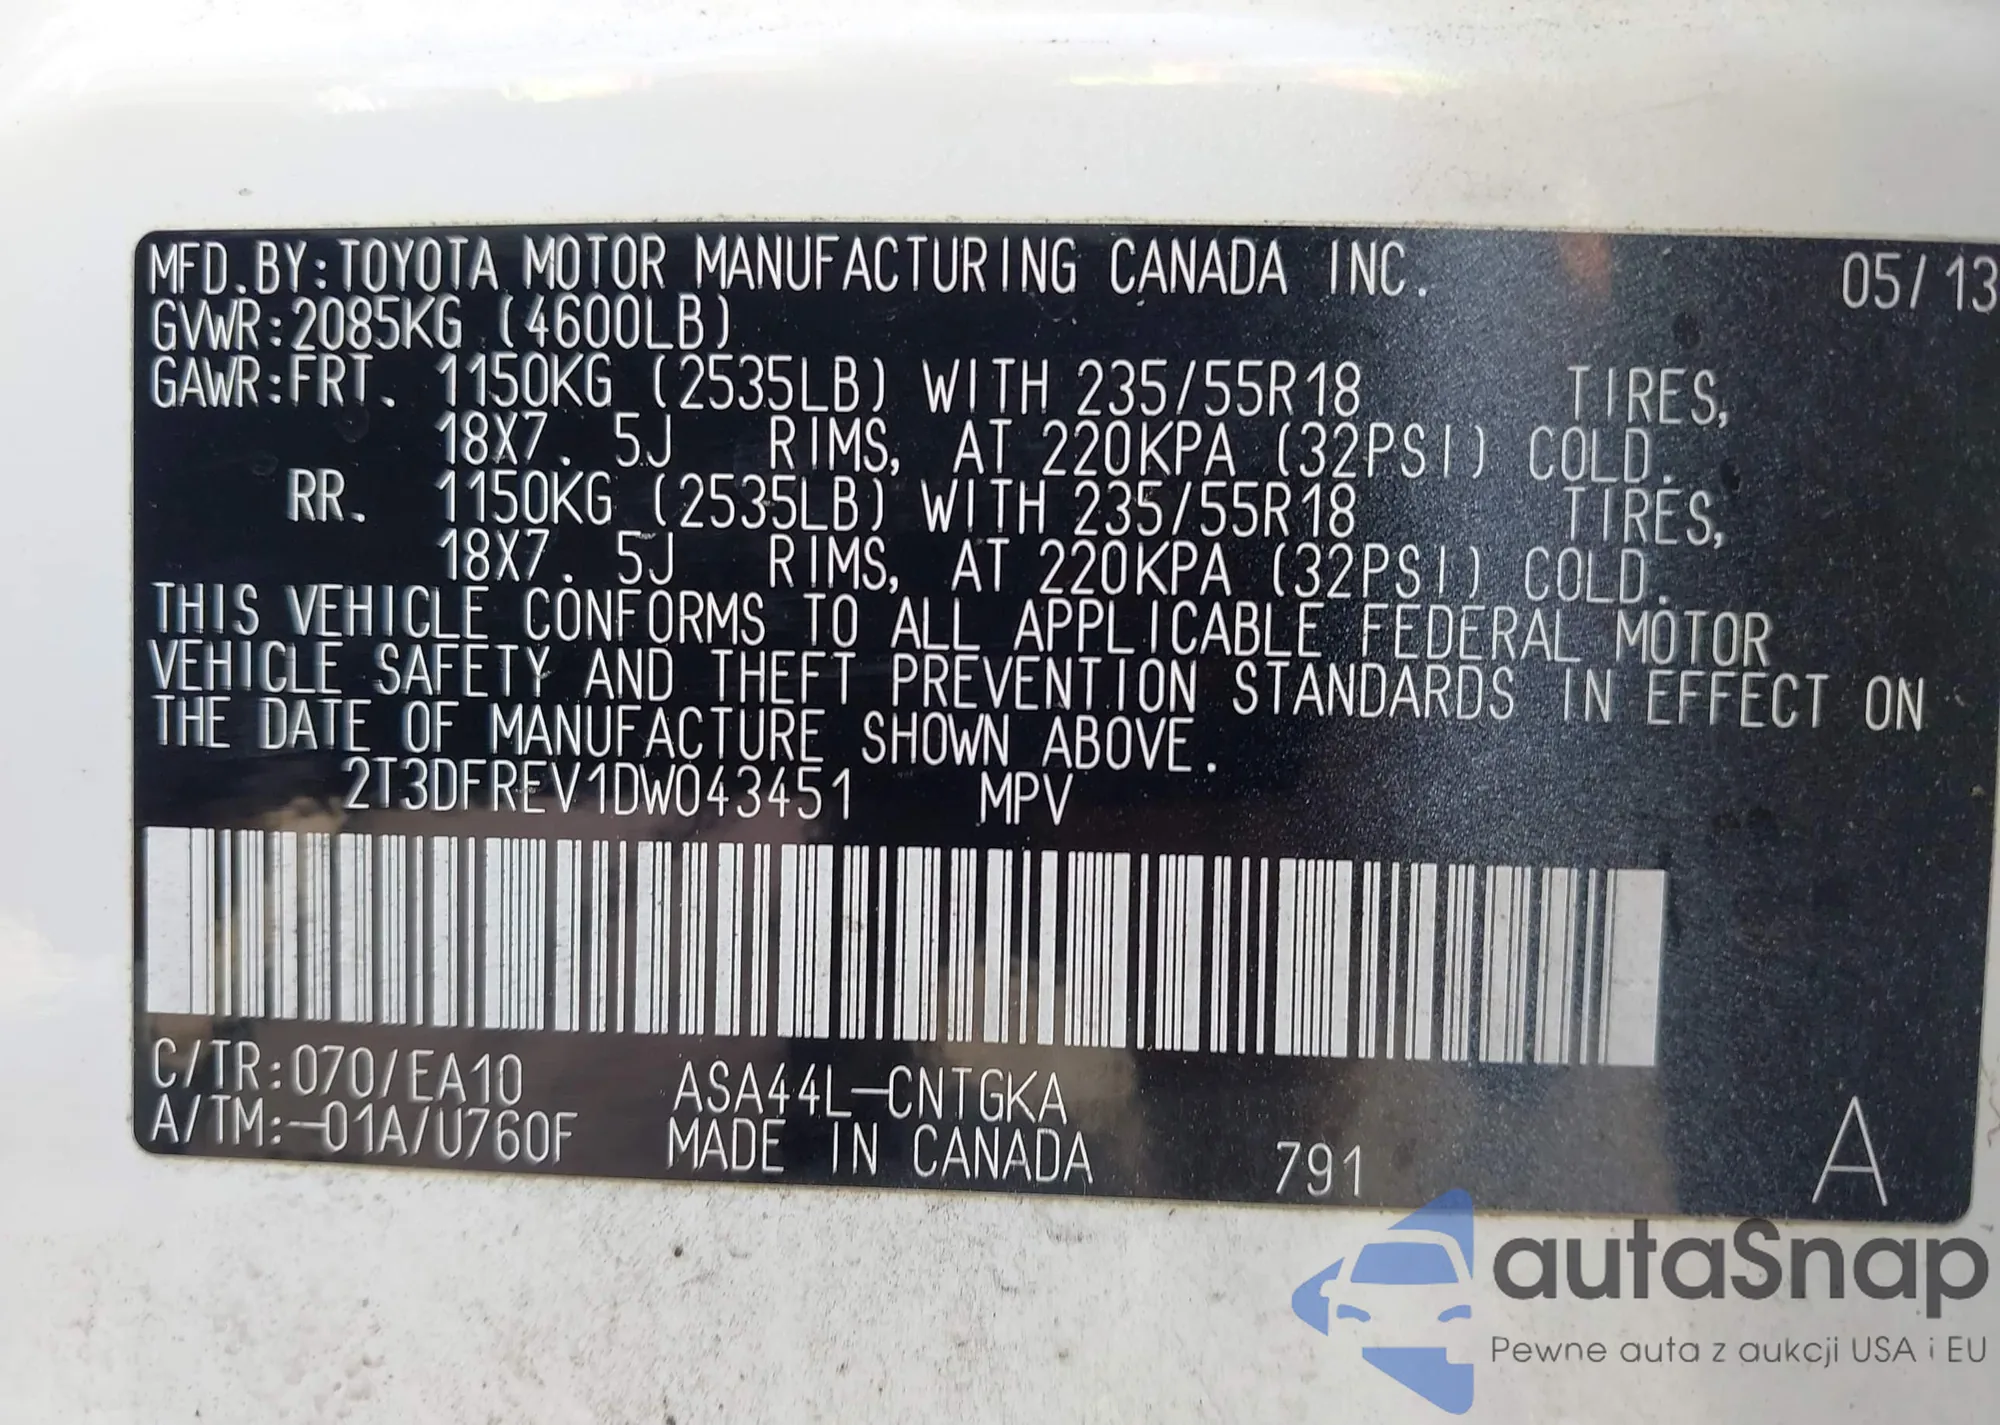 MFD. BY: TOYOTA MOTOR MANUFACTURING CANADA INC. 05/13
GVWR: 2085KG (4600LB)
GAWR: FRT. 1150KG (2535LB) WITH 235/55R18 TIRES,
18X7. 5J RIMS, AT 220KPA (32PSI) COLD.
RR. 1150KG (2535LB) WITH 235/55R18 TIRES,
18X7. 5J RIMS, AT 220KPA (32PSI) COLD.
THIS VEHICLE CONFORMS TO ALL APPLICABLE FEDERAL MOTOR
VEHICLE SAFETY AND THEFT PREVENTION STANDARDS IN EFFECT ON
THE DATE OF MANUFACTURE SHOWN ABOVE.
2T3DFREV1DW043451 MPV
C/TR: 070/EA10 ASA44L-CNTGKA
A/TM: -01A/U760F MADE IN CANADA 791 A
autaSnap
Pewne auta z aukcji USA i EU